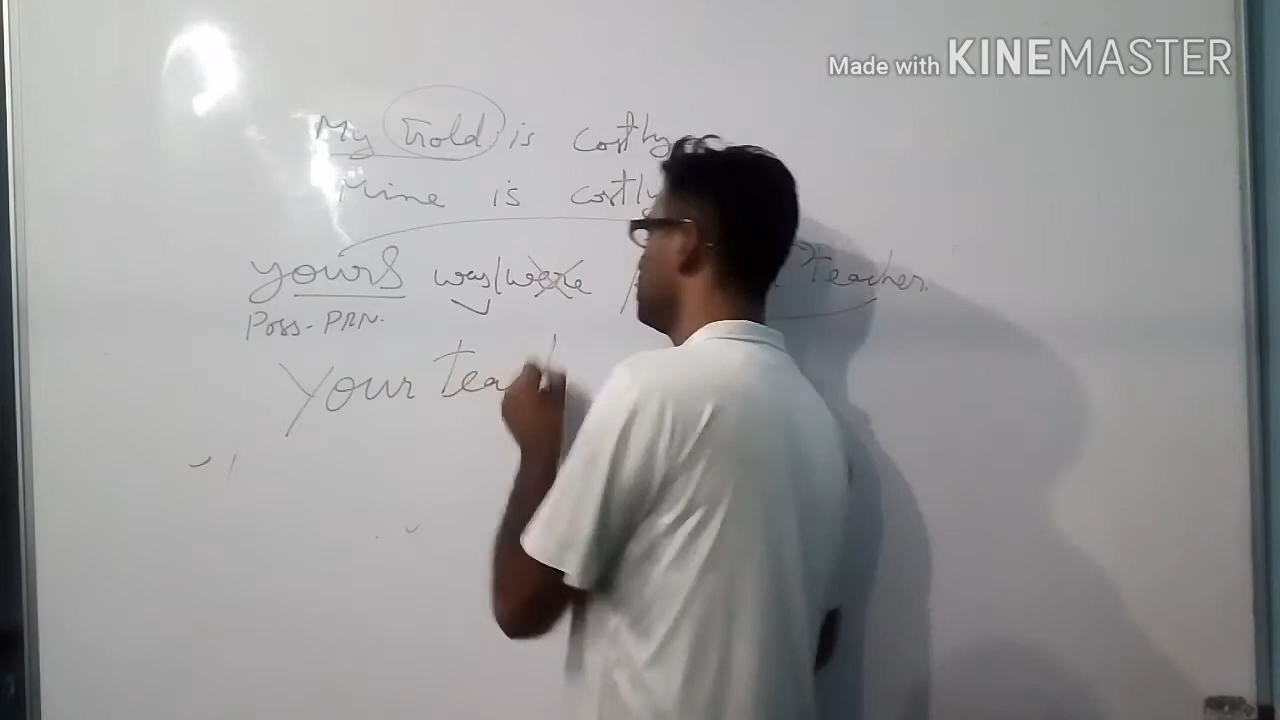 Made with KINEMASTER
My Gold is costly
Mine is costly
yours was/were Teacher.
Poss-PRN.
Your Tea